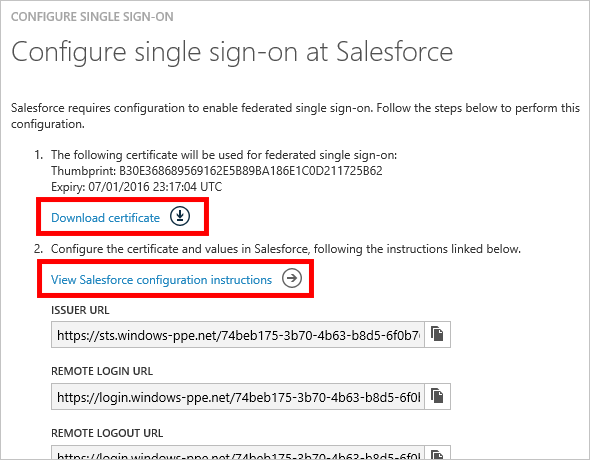 CONFIGURE SINGLE SIGN-ON
Configure single sign-on at Salesforce
Salesforce requires configuration to enable federated single sign-on. Follow the steps below to perform this
configuration.
1. The following certificate will be used for federated single sign-on:
Thumbprint: B30E368689569162E5B89BA186E1C0D211725B62
Expiry: 07/01/2016 23:17:04 UTC
Download certificate
2. Configure the certificate and values in Salesforce, following the instructions linked below.
View Salesforce configuration instructions
ISSUER URL
https://sts.windows-ppe.net/74beb175-3b70-4b63-b8d5-6f0b7
REMOTE LOGIN URL
https://login.windows-ppe.net/74beb175-3b70-4b63-b8d5-6f0
REMOTE LOGOUT URL
https://login.windows-ppe.net/74beb175-3b70-4b63-b8d5-6f0